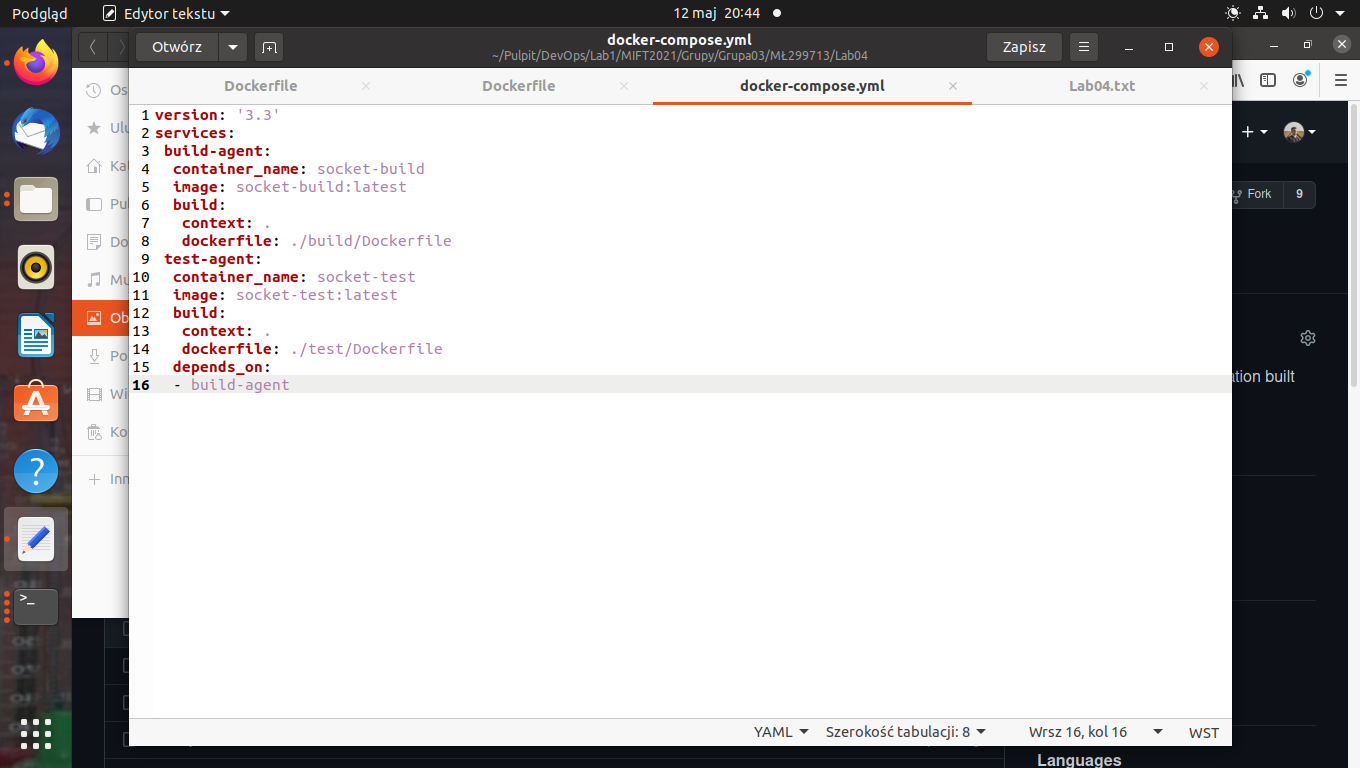 Podgląd
Edytor tekstu
12 maj 20:44
Otwórz
docker-compose.yml
~/Pulpit/DevOps/Lab1/MIFT2021/Grupy/Grupa03/MŁ299713/Lab04
Zapisz
Dockerfile
Dockerfile
docker-compose.yml
Lab04.txt
1 version: '3.3'
2 services:
3  build-agent:
4   container_name: socket-build
5   image: socket-build:latest
6   build:
7    context: .
8    dockerfile: ./build/Dockerfile
9  test-agent:
10   container_name: socket-test
11   image: socket-test:latest
12   build:
13    context: .
14    dockerfile: ./test/Dockerfile
15   depends_on:
16   - build-agent
Os
Ulu
Kat
Pul
Do
Mu
Ob
Po
Wi
Ko
Inn
Fork 9
ation built
Languages
YAML
Szerokość tabulacji: 8
Wrsz 16, kol 16
WST